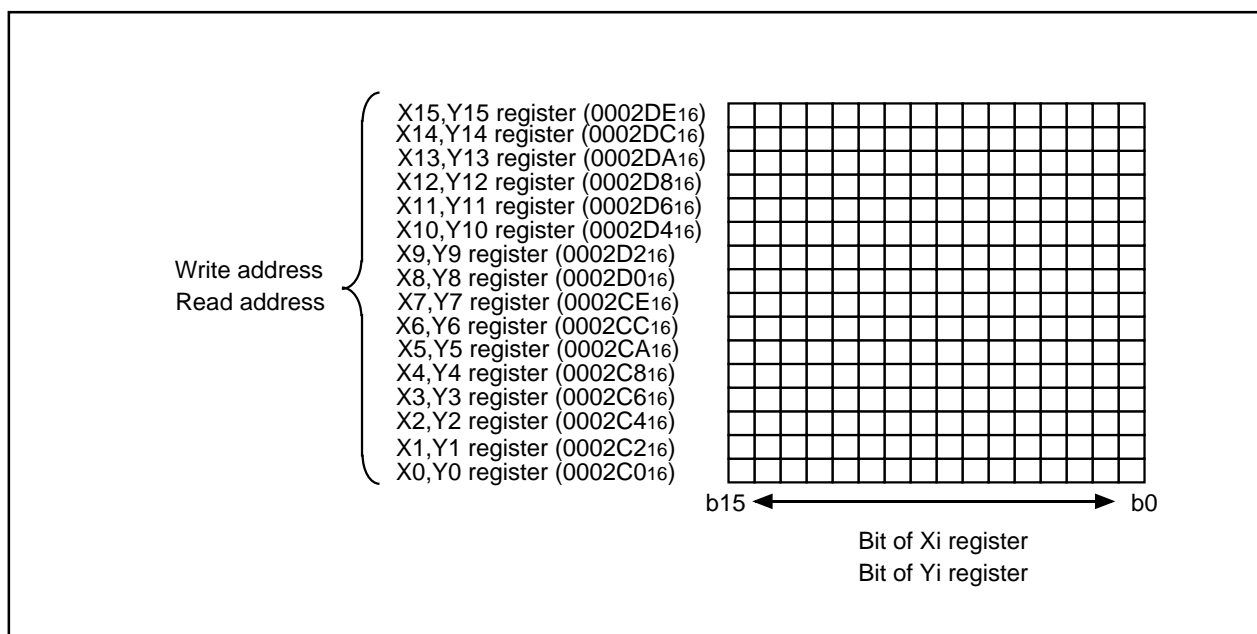 X15,Y15 register (0002DE16)
X14,Y14 register (0002DC16)
X13,Y13 register (0002DA16)
X12,Y12 register (0002D816)
X11,Y11 register (0002D616)
X10,Y10 register (0002D416)
X9,Y9 register (0002D216)
X8,Y8 register (0002D016)
X7,Y7 register (0002CE16)
X6,Y6 register (0002CC16)
X5,Y5 register (0002CA16)
X4,Y4 register (0002C816)
X3,Y3 register (0002C616)
X2,Y2 register (0002C416)
X1,Y1 register (0002C216)
X0,Y0 register (0002C016)
Write address
Read address
b15
b0
Bit of Xi register
Bit of Yi register